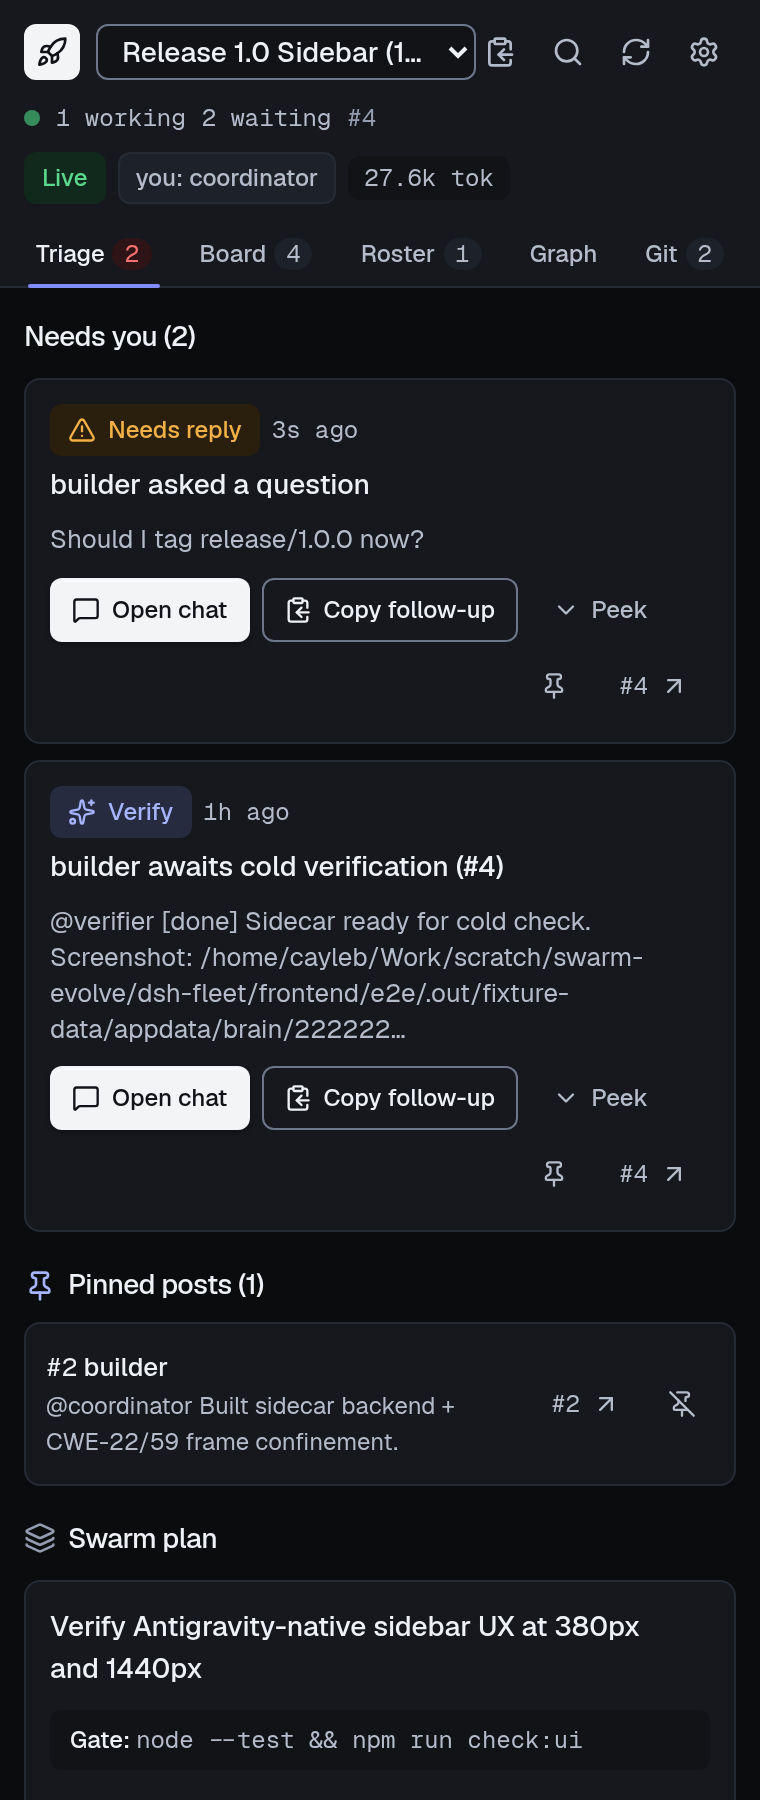 Release 1.0 Sidebar (1...
1 working 2 waiting #4
Live you: coordinator 27.6k tok
Triage 2 Board 4 Roster 1 Graph Git 2
Needs you (2)
Needs reply 3s ago
builder asked a question
Should I tag release/1.0.0 now?
Open chat Copy follow-up Peek
#4
Verify 1h ago
builder awaits cold verification (#4)
@verifier [done] Sidecar ready for cold check.
Screenshot: /home/cayleb/Work/scratch/swarm-
evolve/dsh-fleet/frontend/e2e/.out/fixture-
data/appdata/brain/222222...
Open chat Copy follow-up Peek
#4
Pinned posts (1)
#2 builder
@coordinator Built sidecar backend +
CWE-22/59 frame confinement.
#2
Swarm plan
Verify Antigravity-native sidebar UX at 380px
and 1440px
Gate: node --test && npm run check:ui